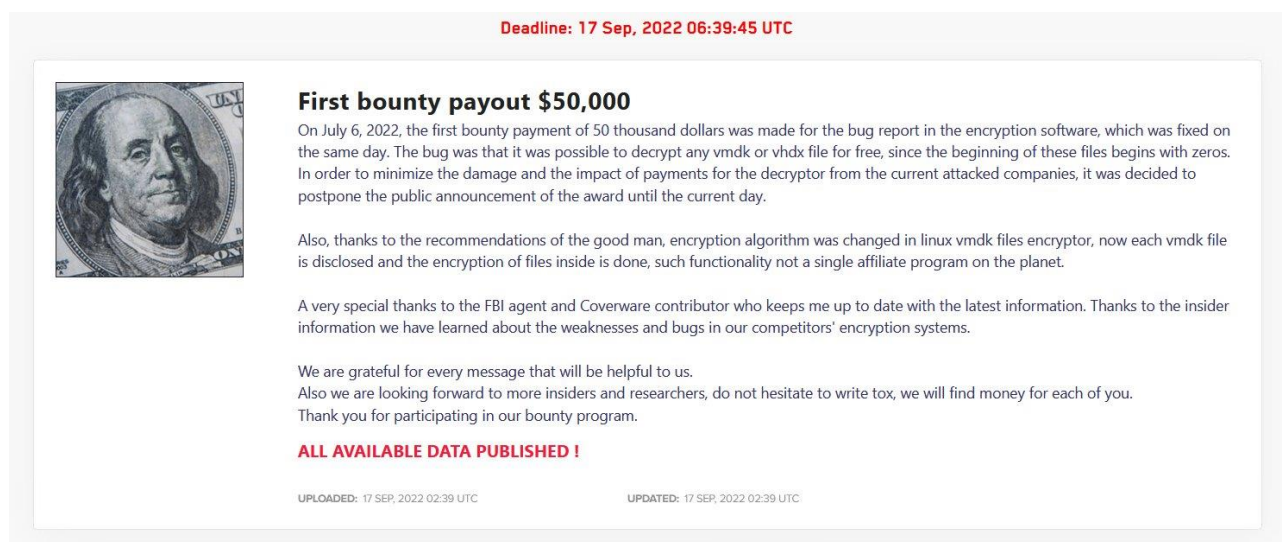 Deadline: 17 Sep, 2022 06:39:45 UTC
First bounty payout $50,000
On July 6, 2022, the first bounty payment of 50 thousand dollars was made for the bug report in the encryption software, which was fixed on
the same day. The bug was that it was possible to decrypt any vmdk or vhdx file for free, since the beginning of these files begins with zeros.
In order to minimize the damage and the impact of payments for the decryptor from the current attacked companies, it was decided to
postpone the public announcement of the award until the current day.
Also, thanks to the recommendations of the good man, encryption algorithm was changed in linux vmdk files encryptor, now each vmdk file
is disclosed and the encryption of files inside is done, such functionality not a single affiliate program on the planet.
A very special thanks to the FBI agent and Coverware contributor who keeps me up to date with the latest information. Thanks to the insider
information we have learned about the weaknesses and bugs in our competitors' encryption systems.
We are grateful for every message that will be helpful to us.
Also we are looking forward to more insiders and researchers, do not hesitate to write tox, we will find money for each of you.
Thank you for participating in our bounty program.
ALL AVAILABLE DATA PUBLISHED !
UPLOADED: 17 SEP, 2022 02:39 UTC UPDATED: 17 SEP, 2022 02:39 UTC